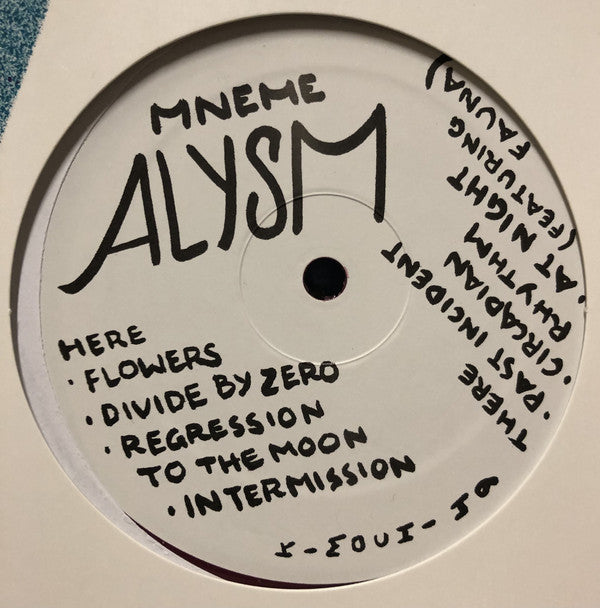 MNEME
ALYSM
HERE
· FLOWERS
· DIVIDE BY ZERO
· REGRESSION
TO THE MOON
· INTERMISSION
THERE
· PAST INCIDENT
· CIRCADIAN
RHYTHM
· AT NIGHT
(FEATURING
FAUNA)